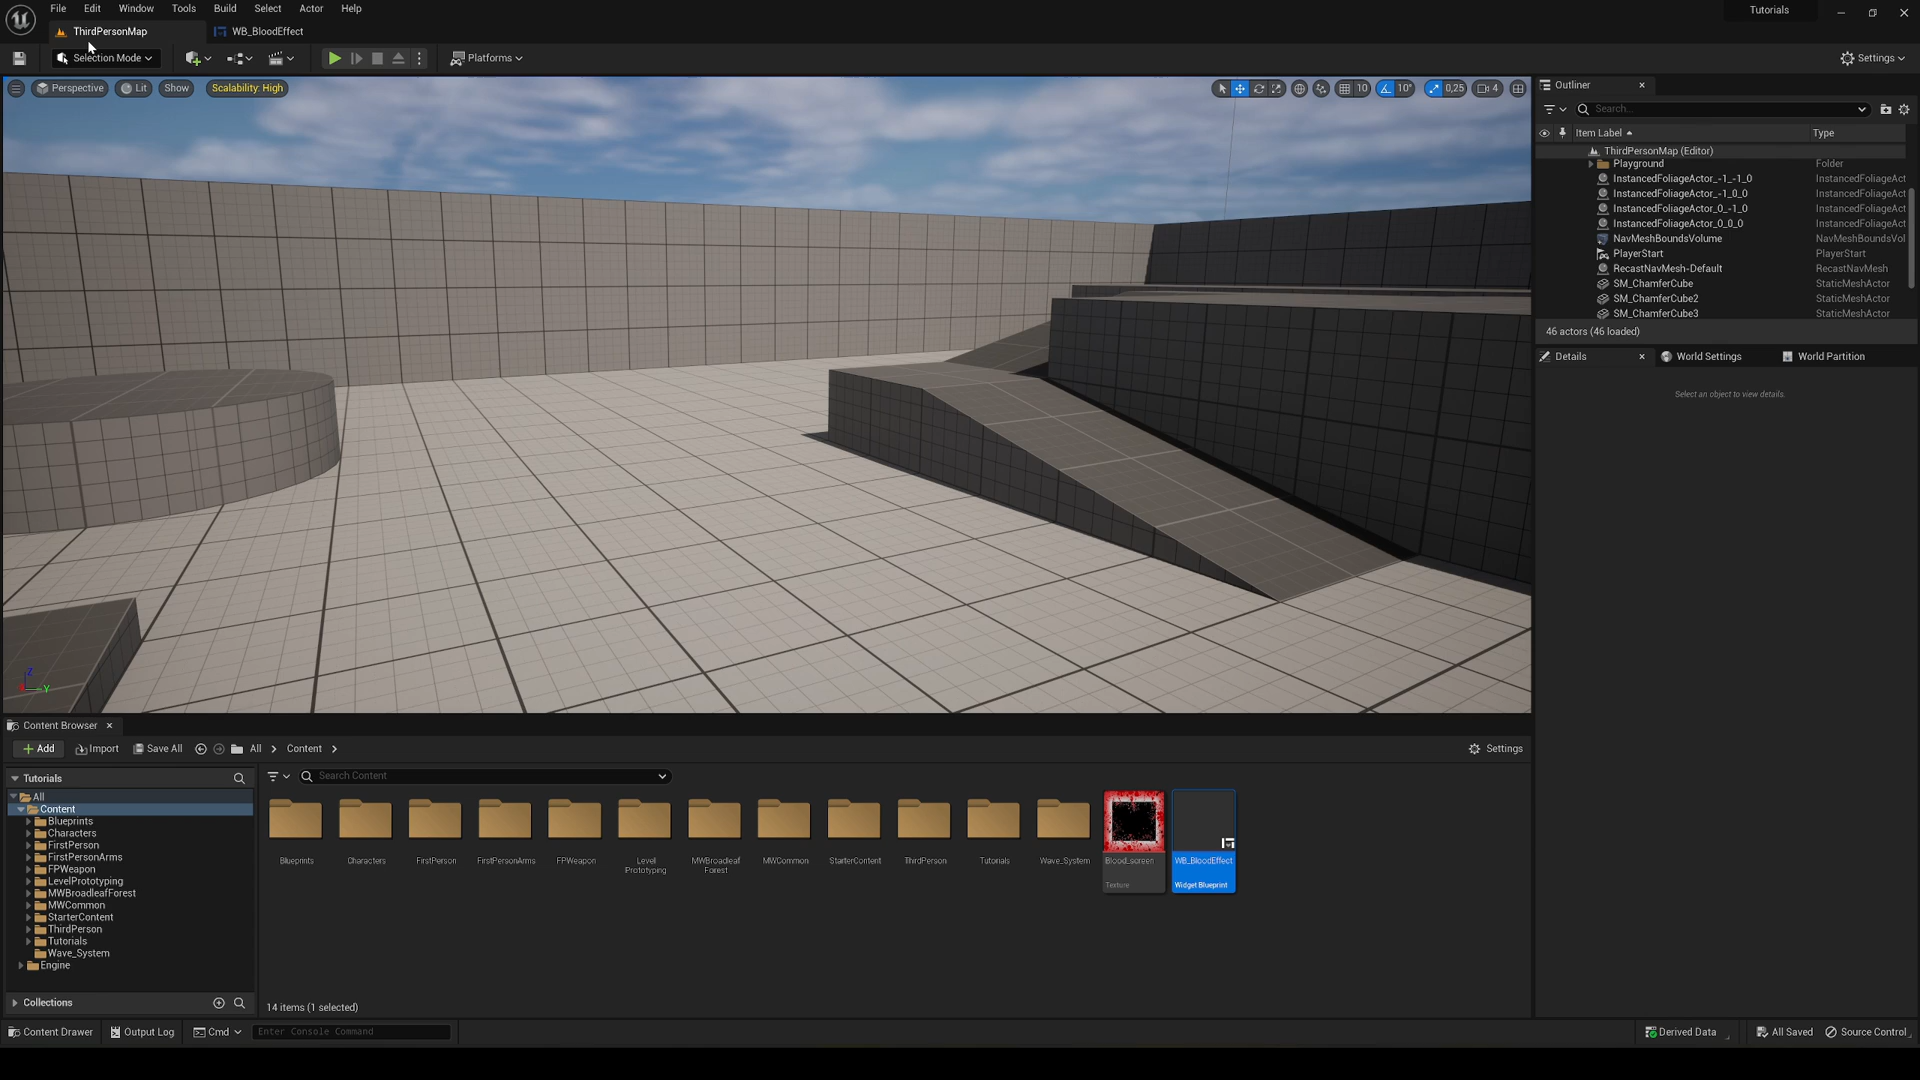 File Edit Window Tools Build Select Actor Help
Tutorials
ThirdPersonMap
WB_BloodEffect
Selection Mode
Platforms
Settings
Perspective
Lit
Show
Scalability: High
10
10°
0,25
4
Outliner
Search...
Item Label
Type
ThirdPersonMap (Editor)
Playground Folder
InstancedFoliageActor_-1_-1_0 InstancedFoliageAct
InstancedFoliageActor_-1_0_0 InstancedFoliageAct
InstancedFoliageActor_0_-1_0 InstancedFoliageAct
InstancedFoliageActor_0_0_0 InstancedFoliageAct
NavMeshBoundsVolume NavMeshBoundsVol
PlayerStart PlayerStart
RecastNavMesh-Default RecastNavMesh
SM_ChamferCube StaticMeshActor
SM_ChamferCube2 StaticMeshActor
SM_ChamferCube3 StaticMeshActor
46 actors (46 loaded)
Details
World Settings
World Partition
Select an object to view details.
Z
Y
Content Browser
Add
Import
Save All
All
Content
Settings
Tutorials
Search Content
All
Content
Blueprints
Characters
FirstPerson
FirstPersonArms
FPWeapon
LevelPrototyping
MWBroadleafForest
MWCommon
StarterContent
ThirdPerson
Tutorials
Wave_System
Engine
Collections
Blueprints
Characters
FirstPerson
FirstPersonArms
FPWeapon
Level
Prototyping
MWBroadleaf
Forest
MWCommon
StarterContent
ThirdPerson
Tutorials
Wave_System
Blood_screen
Texture
WB_BloodEffect
Widget Blueprint
14 items (1 selected)
Content Drawer
Output Log
Cmd
Enter Console Command
Derived Data
All Saved
Source Control